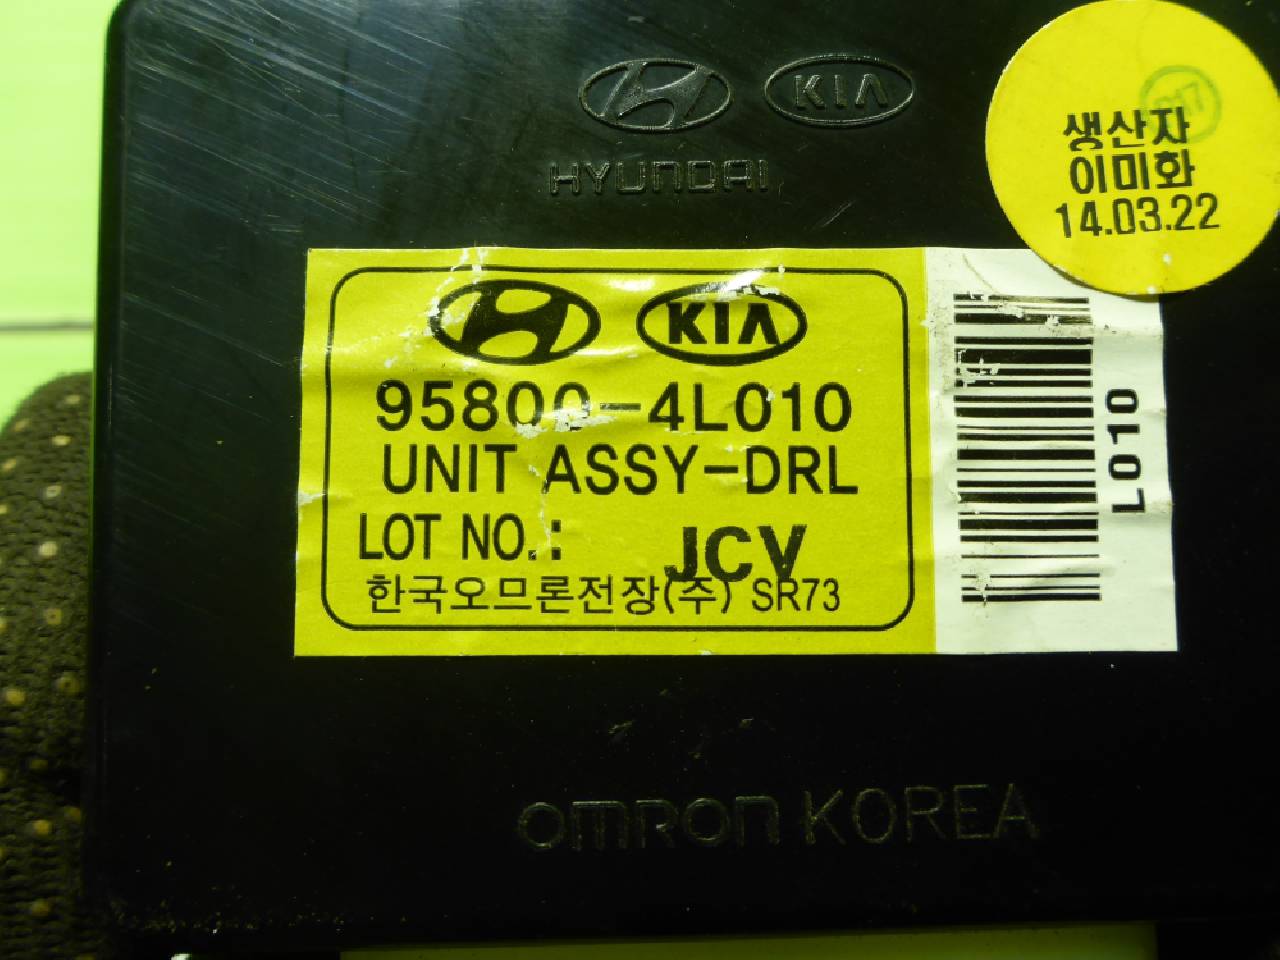 KIA
HYUNDAI
생산자
이미화
14.03.22
KIA
95800-4L010
UNIT ASSY-DRL
LOT NO.: JCV
한국오므론전장(주) SR73
L010
OMRON KOREA